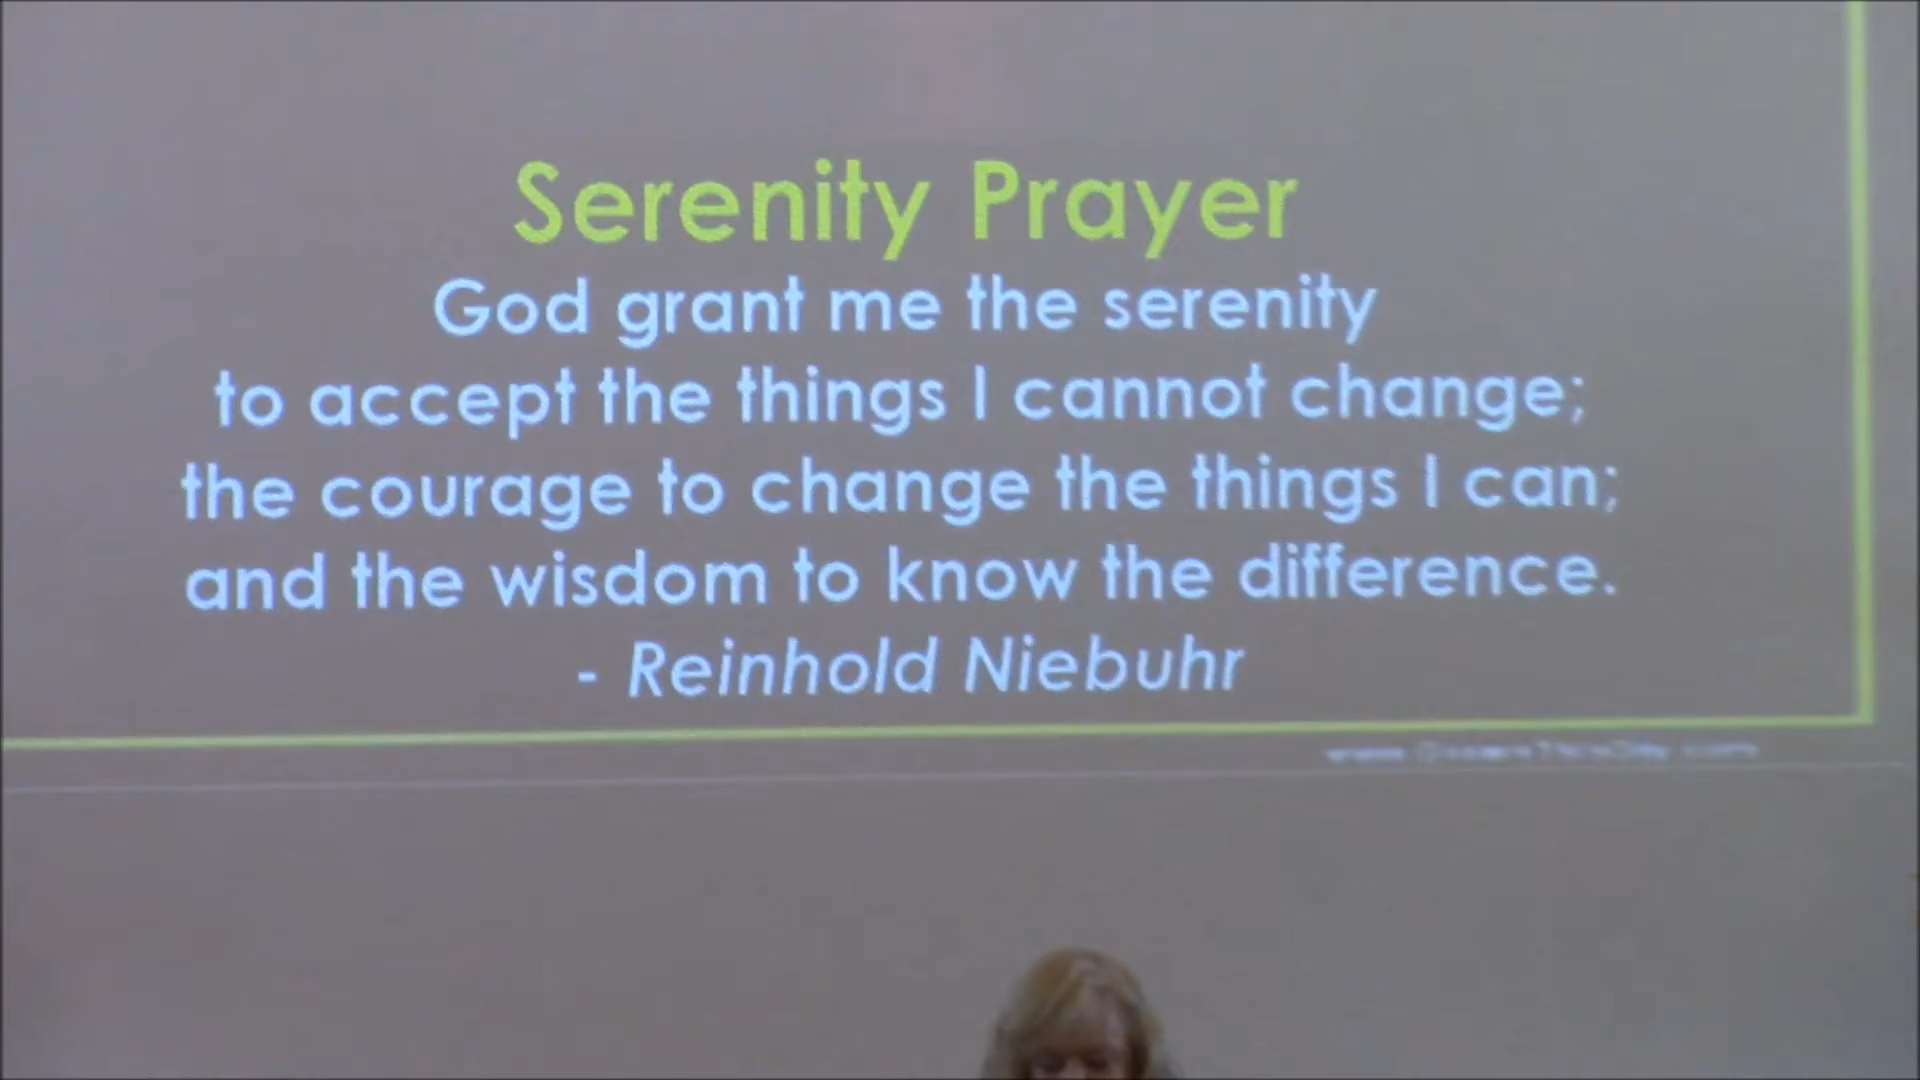 Serenity Prayer
God grant me the serenity
to accept the things I cannot change;
the courage to change the things I can;
and the wisdom to know the difference.
- Reinhold Niebuhr